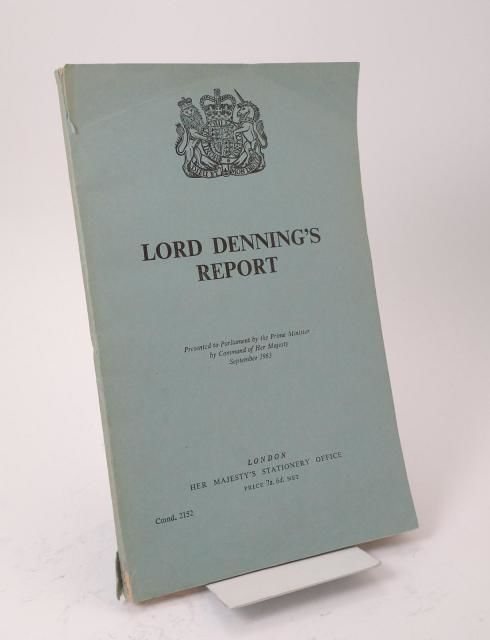 LORD DENNING'S
REPORT
Presented to Parliament by the Prime Minister
by Command of Her Majesty
September 1963
LONDON
HER MAJESTY'S STATIONERY OFFICE
PRICE 7s. 6d. NET
Cmnd. 2152